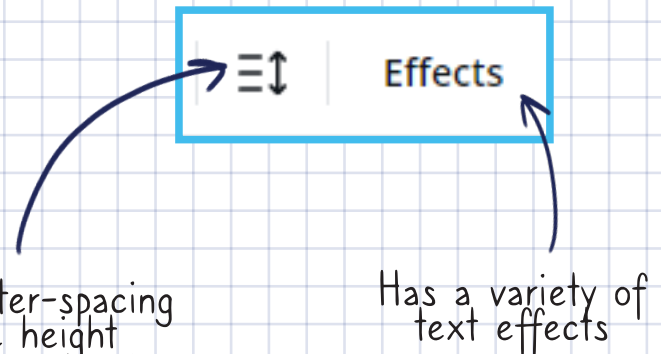 Effects
ter-spacing
height
Has a variety of
text effects